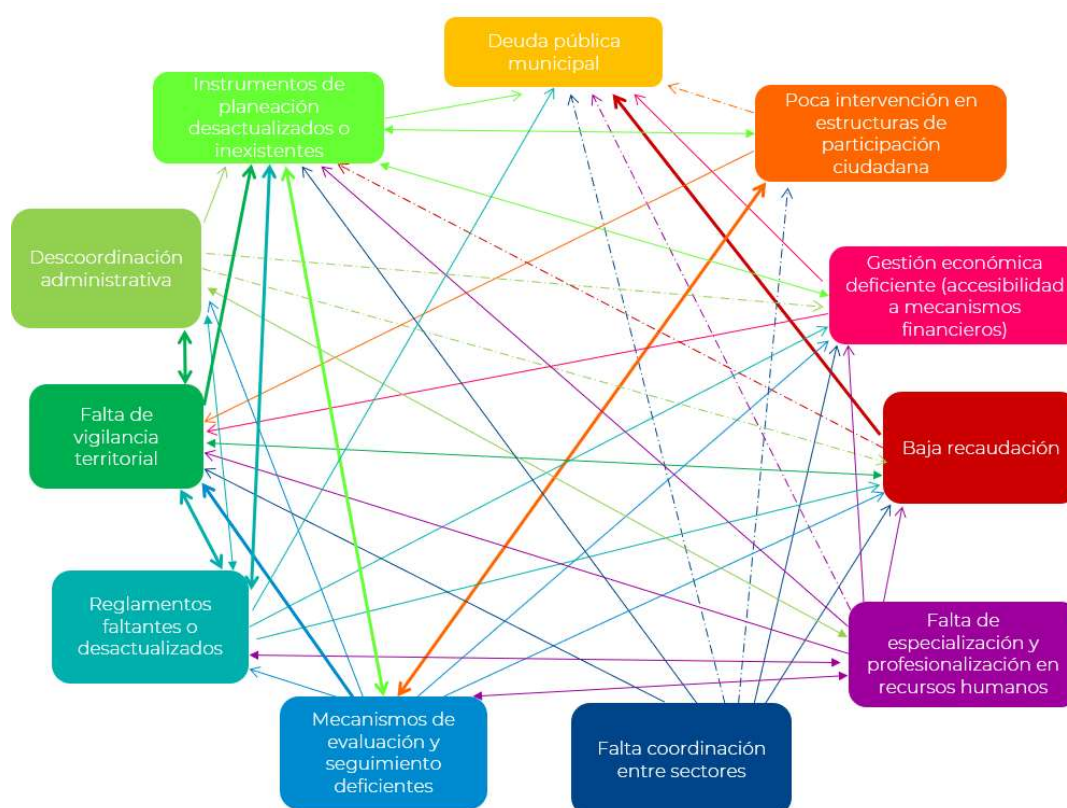 Deuda pública
municipal
Instrumentos de
planeación
desactualizados o
inexistentes
Poca intervención en
estructuras de
participación
ciudadana
Descoordinación
administrativa
Gestión económica
deficiente (accesibilidad
a mecanismos
financieros)
Falta de
vigilancia
territorial
Baja recaudación
Reglamentos
faltantes o
desactualizados
Falta de
especialización y
profesionalización en
recursos humanos
Mecanismos de
evaluación y
seguimiento
deficientes
Falta coordinación
entre sectores